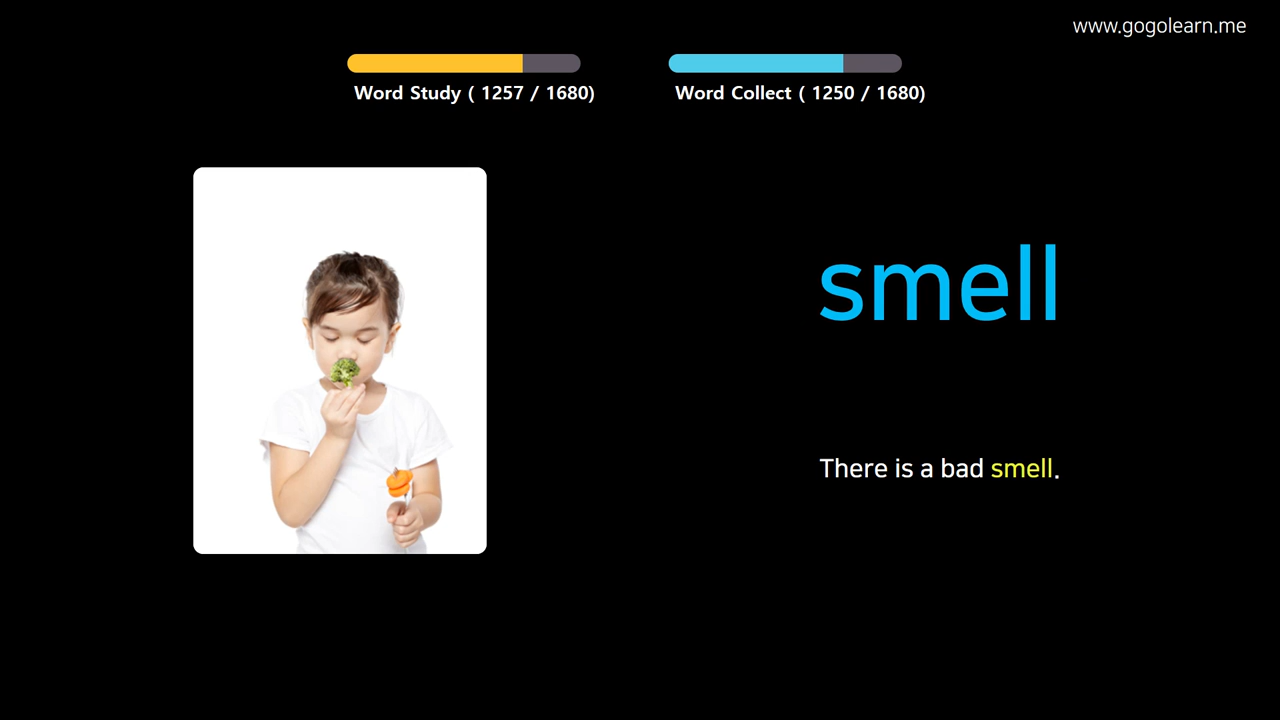 www.gogolearn.me
Word Study ( 1257 / 1680)
Word Collect ( 1250 / 1680)
smell
There is a bad smell.